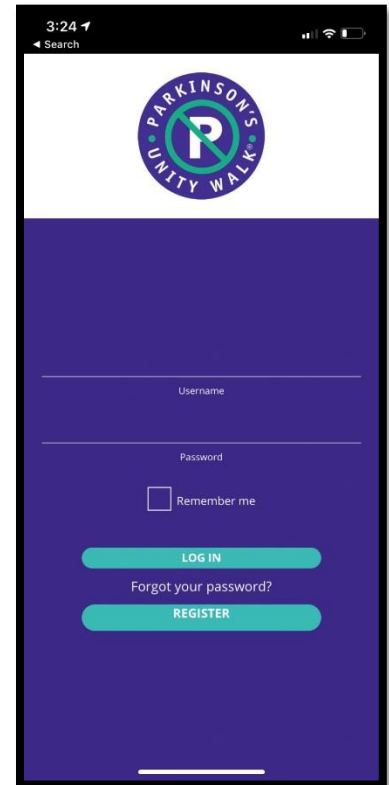 3:24
Search
PARKINSON'S
P
UNITY WALK®
Username
Password
Remember me
LOG IN
Forgot your password?
REGISTER